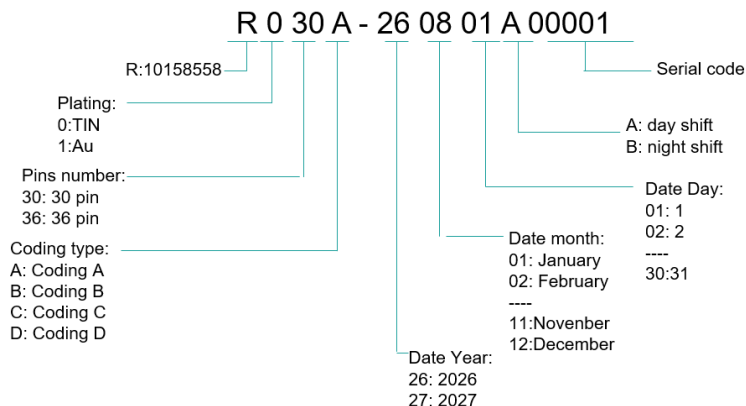 R 0 30 A - 26 08 01 A 00001
R:10158558
Serial code
Plating:
0:TIN
1:Au
A: day shift
B: night shift
Pins number:
30: 30 pin
36: 36 pin
Date Day:
01: 1
02: 2
----
30:31
Coding type:
A: Coding A
B: Coding B
C: Coding C
D: Coding D
Date month:
01: January
02: February
----
11:Novenber
12:December
Date Year:
26: 2026
27: 2027